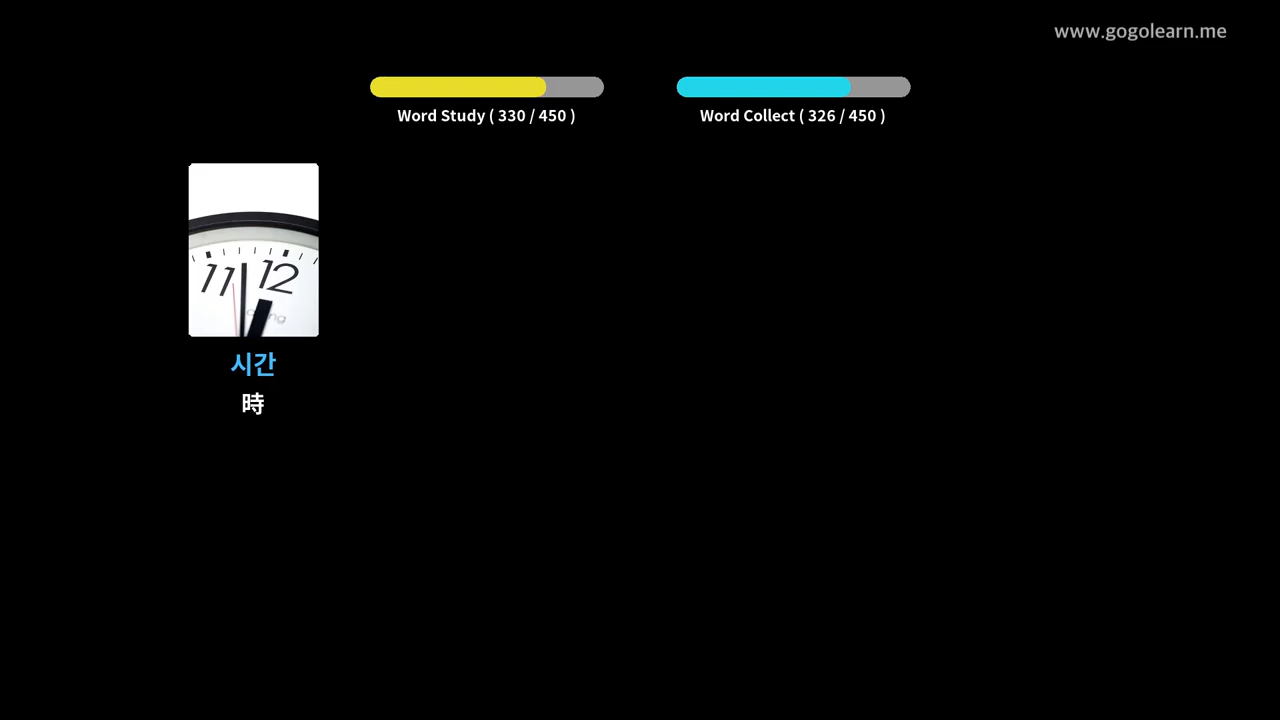 www.gogolearn.me
Word Study ( 330 / 450 )
Word Collect ( 326 / 450 )
11 12
시간
時